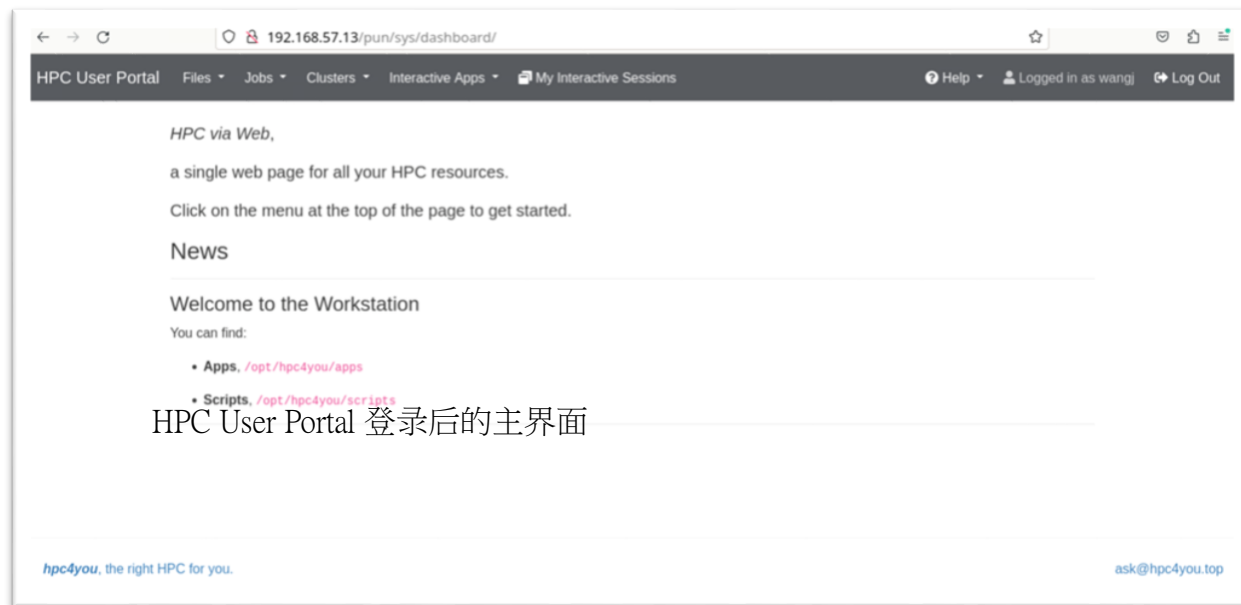 192.168.57.13/pun/sys/dashboard/
HPC User Portal Files Jobs Clusters Interactive Apps My Interactive Sessions Help Logged in as wangj Log Out
HPC via Web,
a single web page for all your HPC resources.
Click on the menu at the top of the page to get started.
News
Welcome to the Workstation
You can find:
• Apps, /opt/hpc4you/apps
• Scripts, /opt/hpc4you/scripts
HPC User Portal 登录后的主界面
hpc4you, the right HPC for you. ask@hpc4you.top